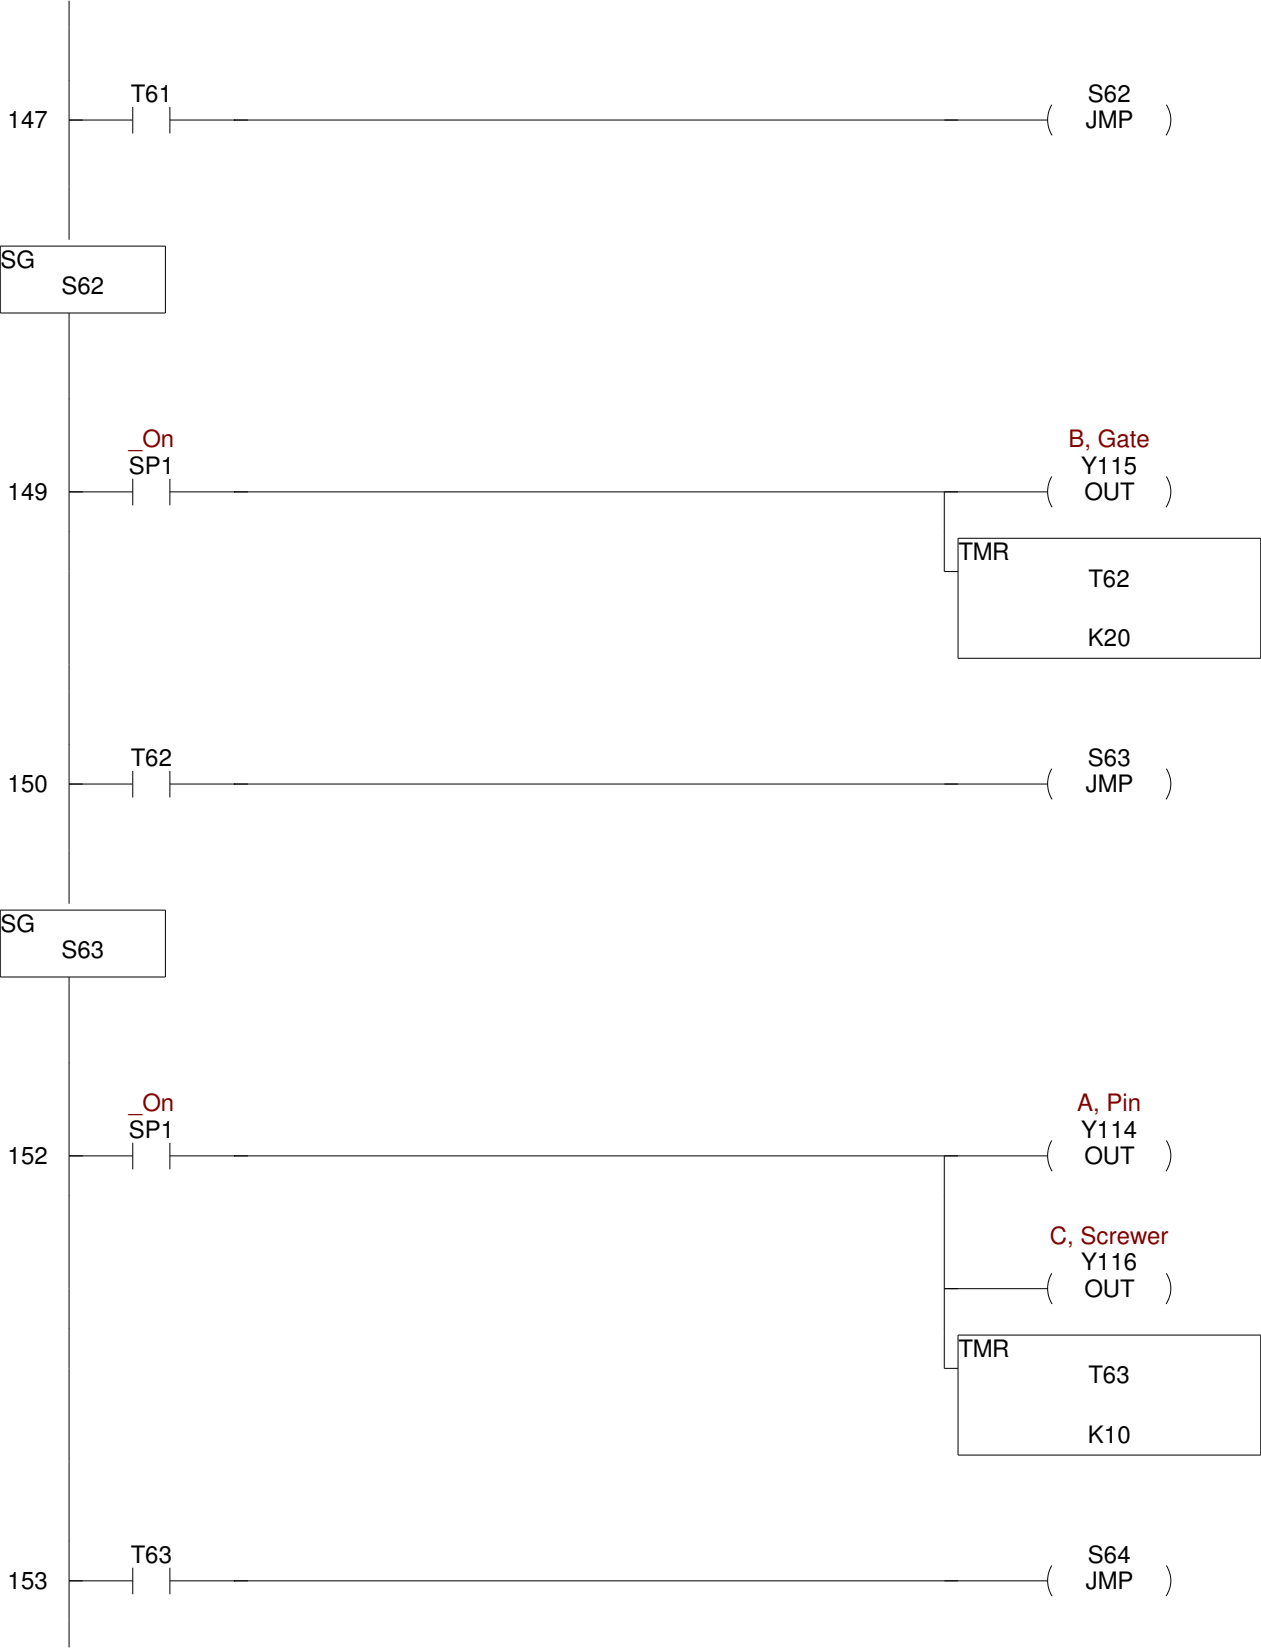 T61
S62
147
JMP
SG
S62
_On
B, Gate
SP1
Y115
149
OUT
TMR
T62
K20
T62
S63
150
JMP
SG
S63
_On
A, Pin
SP1
Y114
152
OUT
C, Screwer
Y116
OUT
TMR
T63
K10
T63
S64
153
JMP